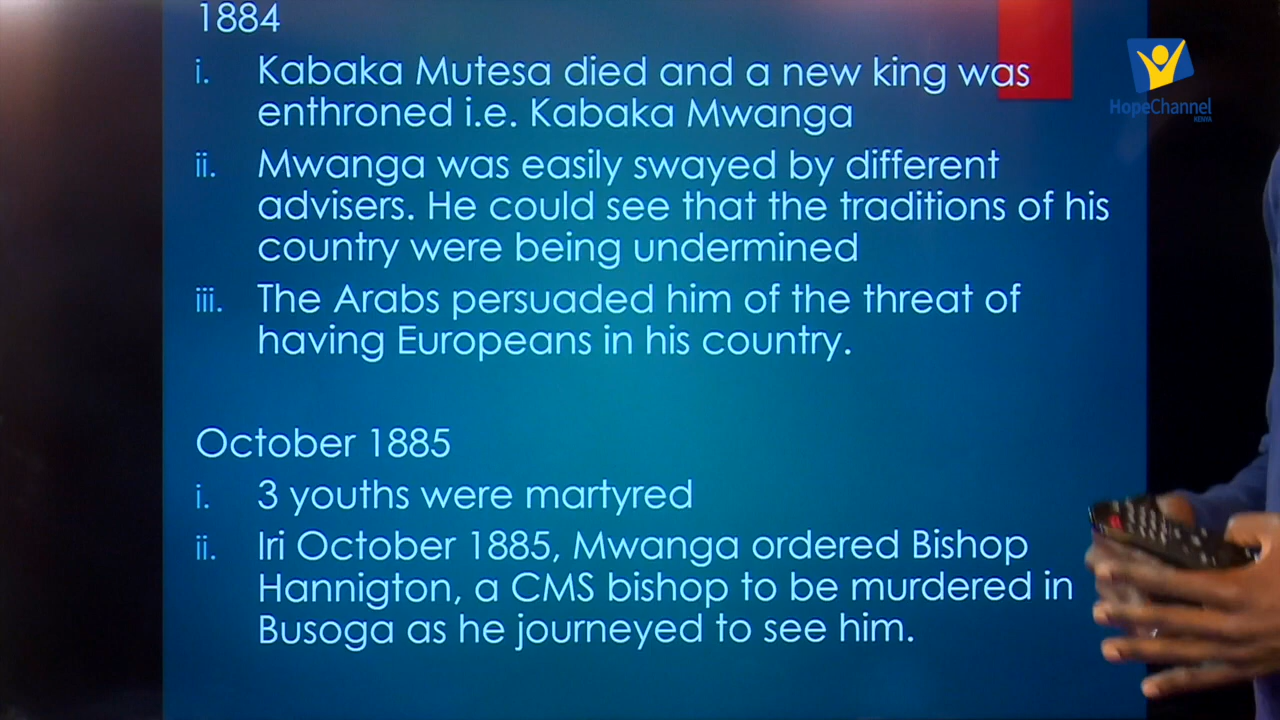 1884
i. Kabaka Mutesa died and a new king was
enthroned i.e. Kabaka Mwanga
ii. Mwanga was easily swayed by different
advisers. He could see that the traditions of his
country were being undermined
iii. The Arabs persuaded him of the threat of
having Europeans in his country.
October 1885
i. 3 youths were martyred
ii. Iri October 1885, Mwanga ordered Bishop
Hannigton, a CMS bishop to be murdered in
Busoga as he journeyed to see him.
HopeChannel
KENYA